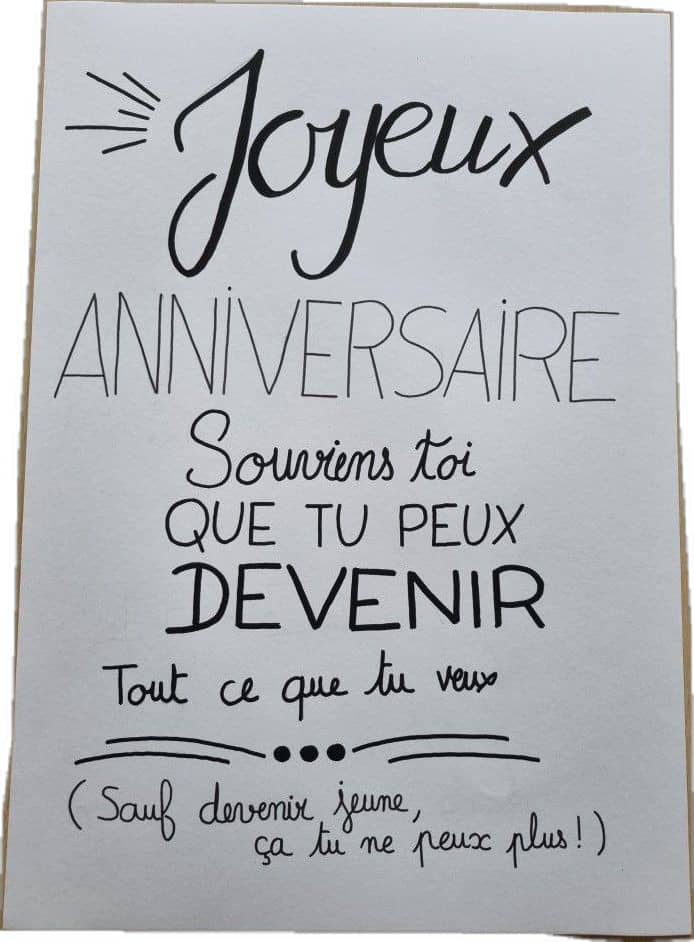 Joyeux
ANNiVERSAiRE
Souviens toi
QUE TU PEUX
DEVENIR
Tout ce que tu veux
(Sauf devenir jeune,
ça tu ne peux plus!)